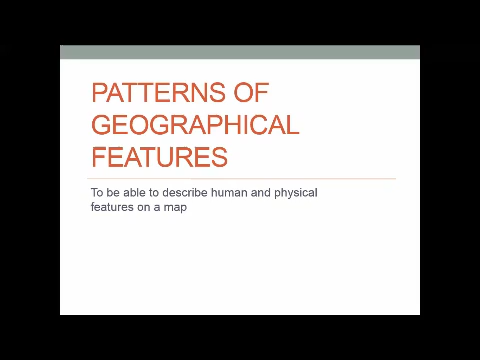 PATTERNS OF
GEOGRAPHICAL
FEATURES
To be able to describe human and physical
features on a map